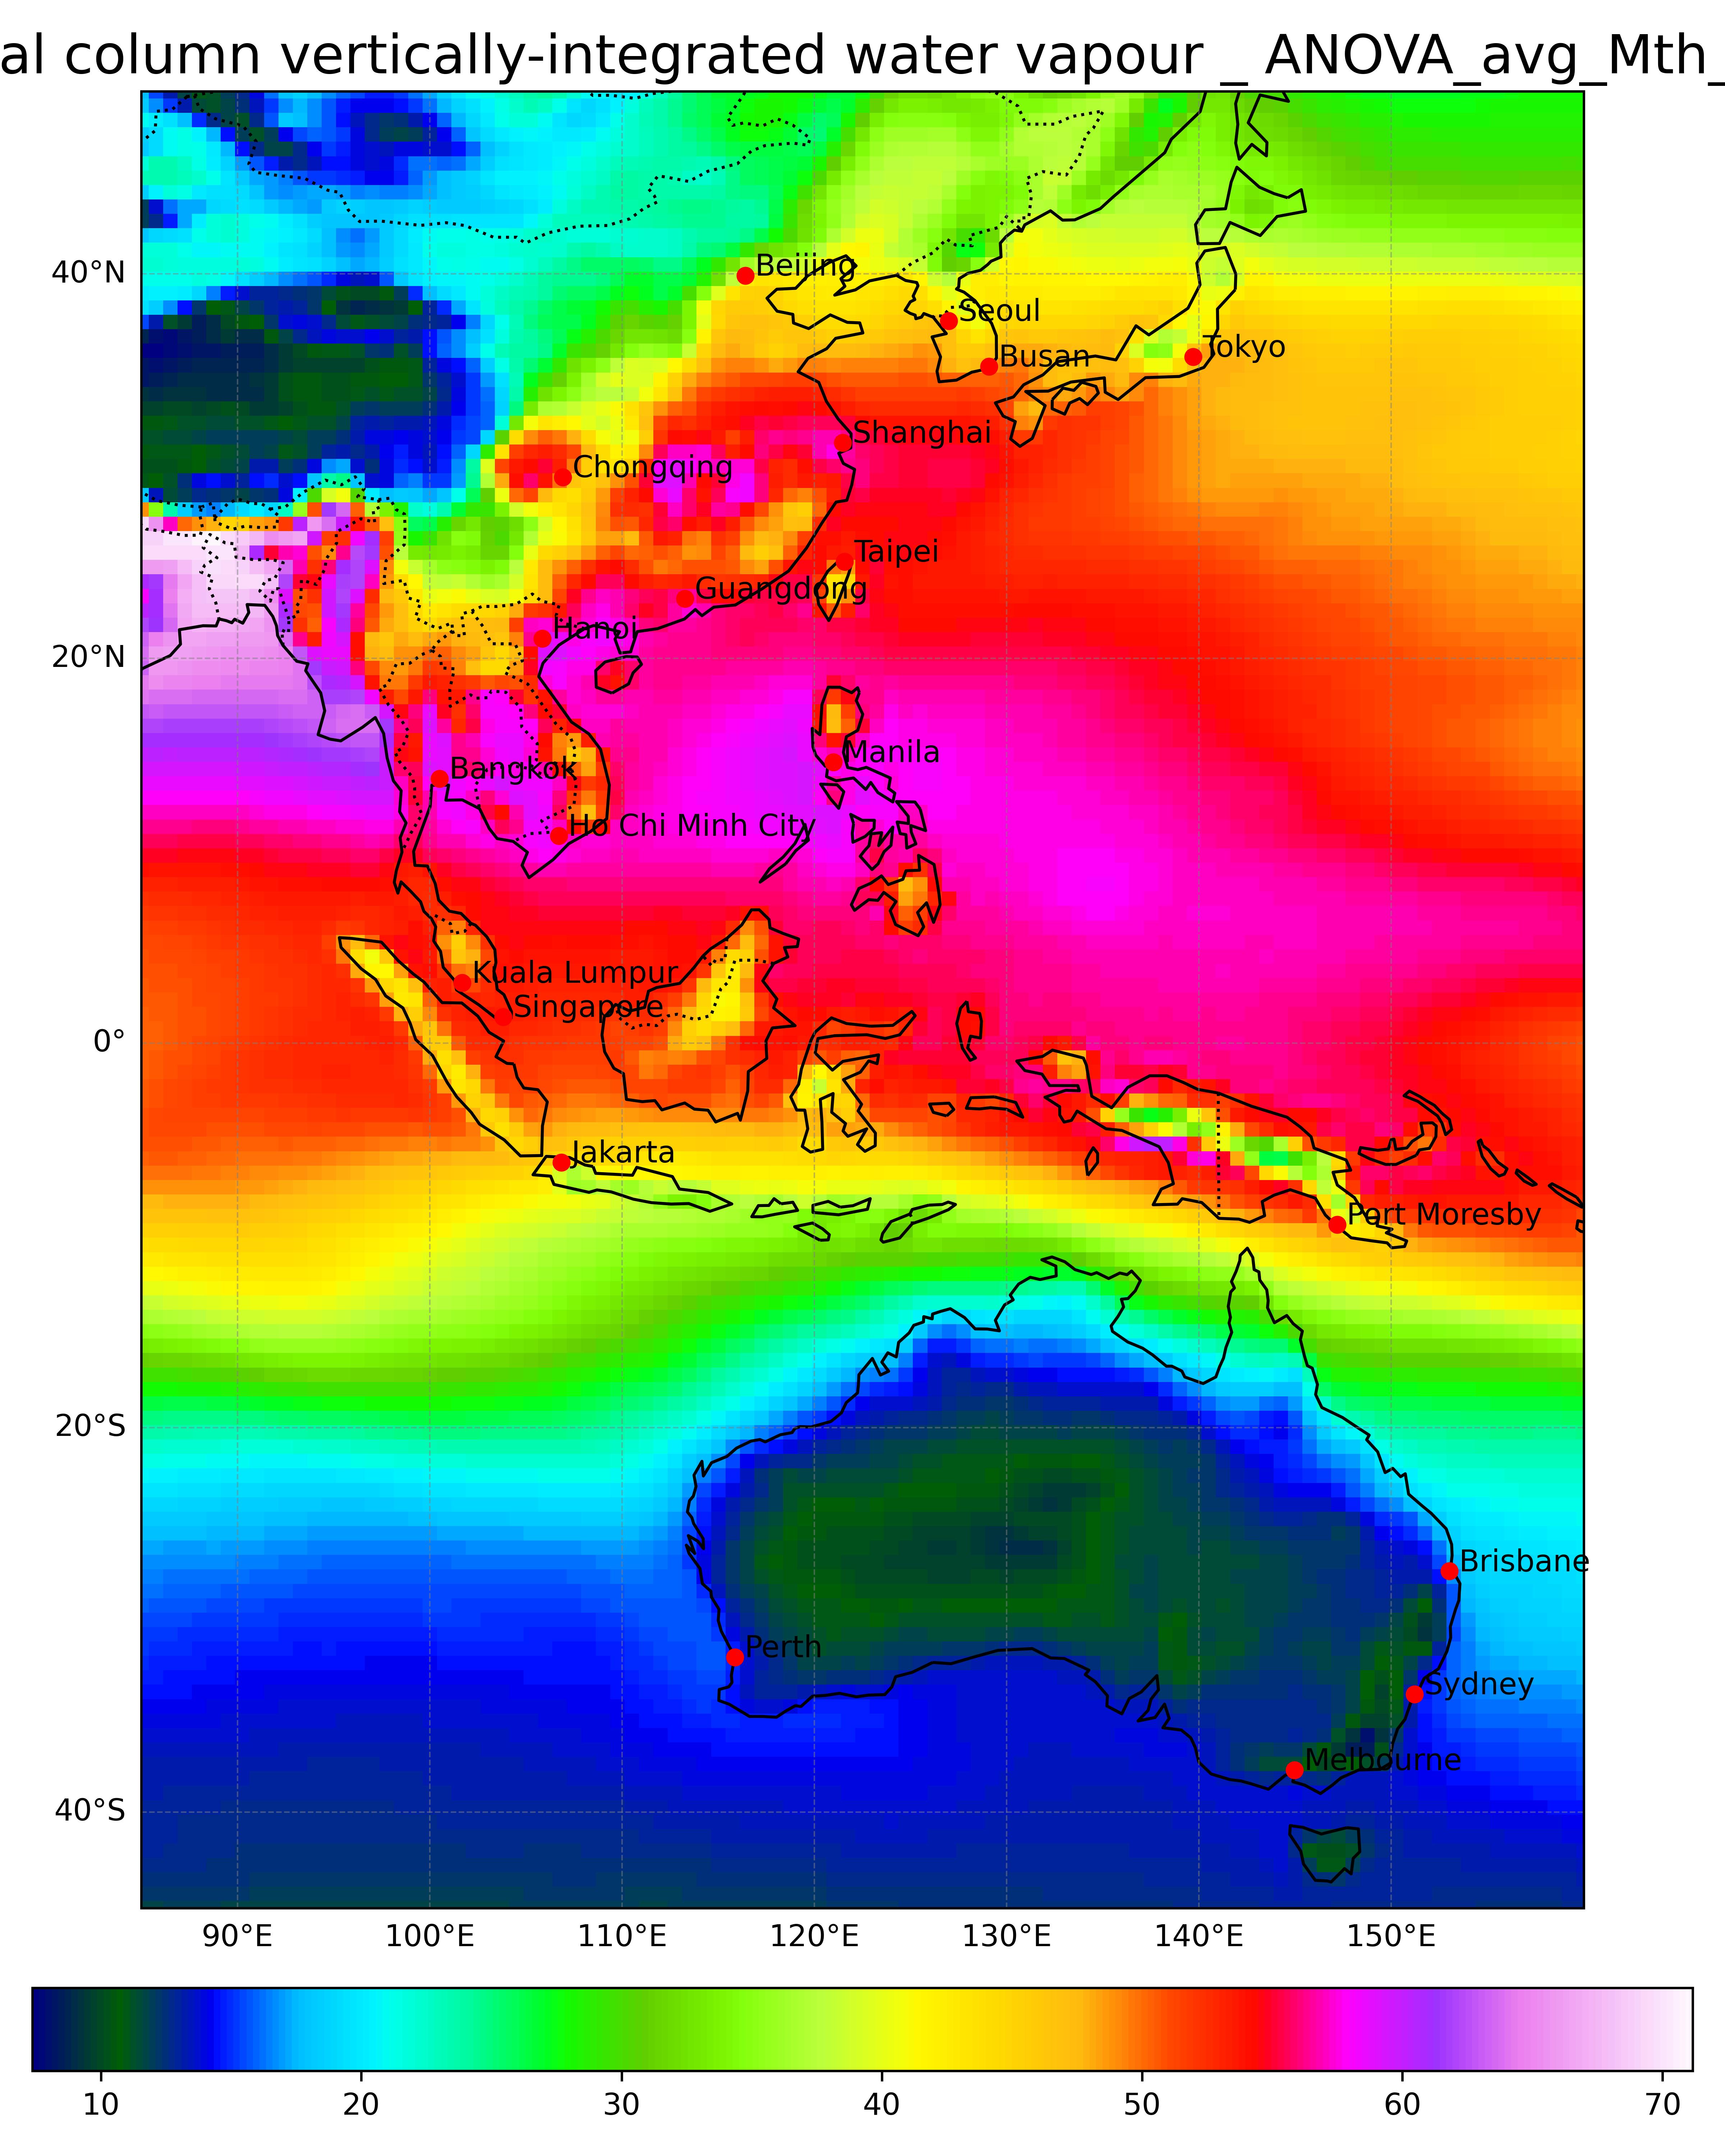 al column vertically-integrated water vapour _ ANOVA_avg_Mth_
40°N
20°N
0°
20°S
40°S
Beijing
Seoul
Busan
Tokyo
Shanghai
Chongqing
Taipei
Guangdong
Hanoi
Manila
Bangkok
Ho Chi Minh City
Kuala Lumpur
Singapore
Jakarta
Port Moresby
Brisbane
Perth
Sydney
Melbourne
90°E 100°E 110°E 120°E 130°E 140°E 150°E
10 20 30 40 50 60 70